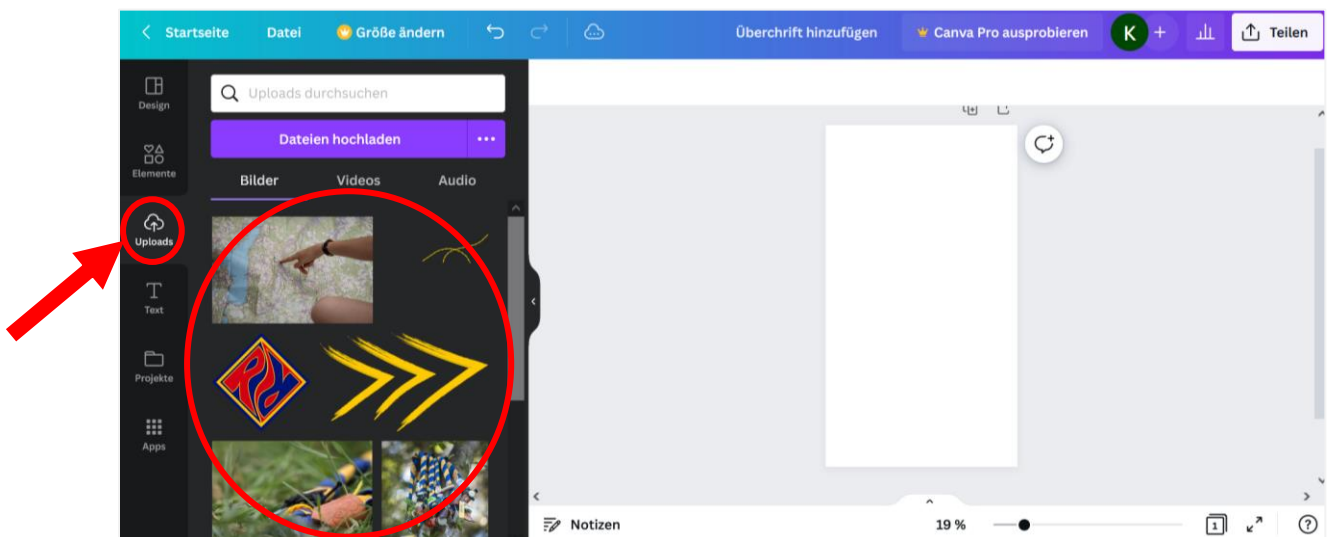 Startseite Datei Größe ändern Überschrift hinzufügen Canva Pro ausprobieren K + Teilen
Design
Uploads durchsuchen
Dateien hochladen
Elemente
Bilder Videos Audio
Uploads
Text
Projekte
Apps
Notizen 19 % 1 ?